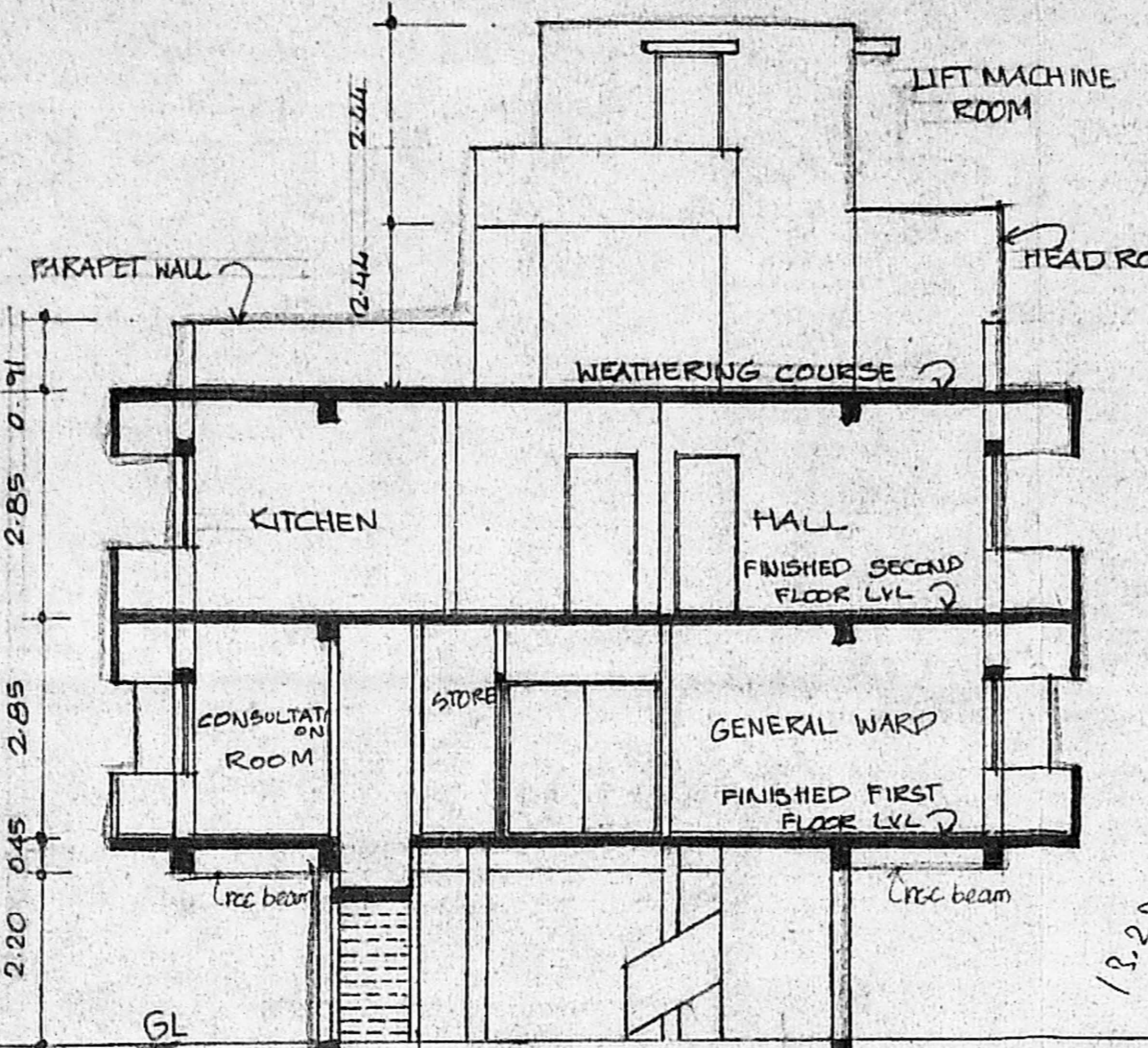 2.44
LIFT MACHINE
ROOM
PARAPET WALL
2.44
HEAD RO
0.91
WEATHERING COURSE
2.85
KITCHEN
HALL
FINISHED SECOND
FLOOR LVL
2.85
STORE
CONSULTATI
ON
ROOM
GENERAL WARD
FINISHED FIRST
FLOOR LVL
0.45
rcc beam
rcc beam
2.20
GL